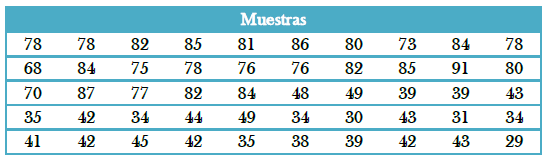 Muestras
78 78 82 85 81 86 80 73 84 78
68 84 75 78 76 76 82 85 91 80
70 87 77 82 84 48 49 39 39 43
35 42 34 44 49 34 30 43 31 34
41 42 45 42 35 38 39 42 43 29